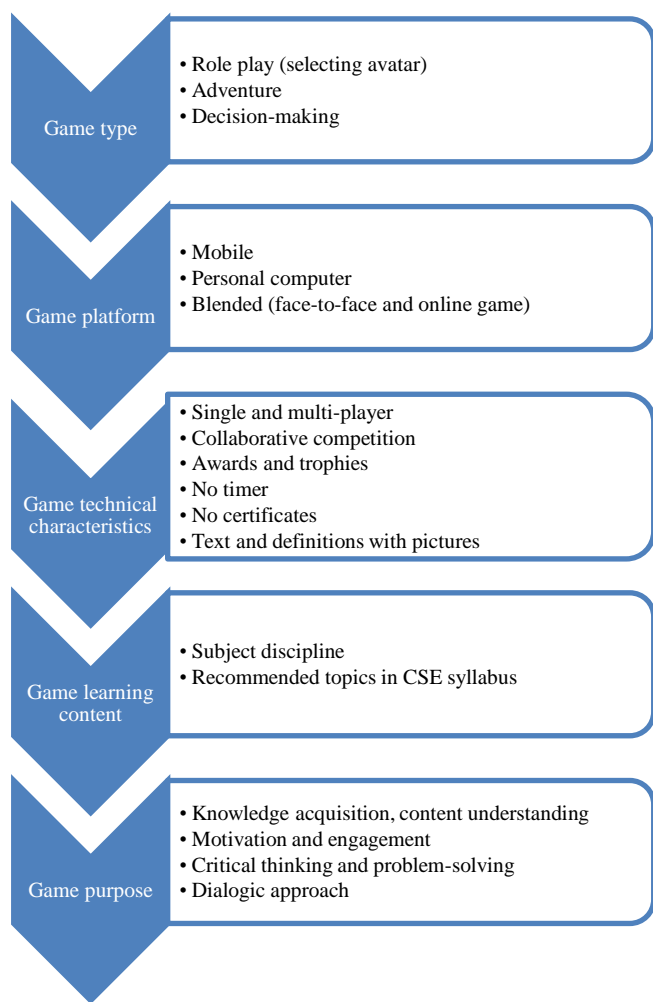 Game type
• Role play (selecting avatar)
• Adventure
• Decision-making
Game platform
• Mobile
• Personal computer
• Blended (face-to-face and online game)
Game technical
characteristics
• Single and multi-player
• Collaborative competition
• Awards and trophies
• No timer
• No certificates
• Text and definitions with pictures
Game learning
content
• Subject discipline
• Recommended topics in CSE syllabus
Game purpose
• Knowledge acquisition, content understanding
• Motivation and engagement
• Critical thinking and problem-solving
• Dialogic approach